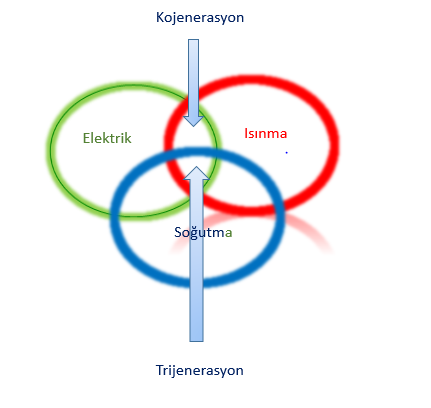 Kojenerasyon
Elektrik
Isınma
Soğutma
Trijenerasyon